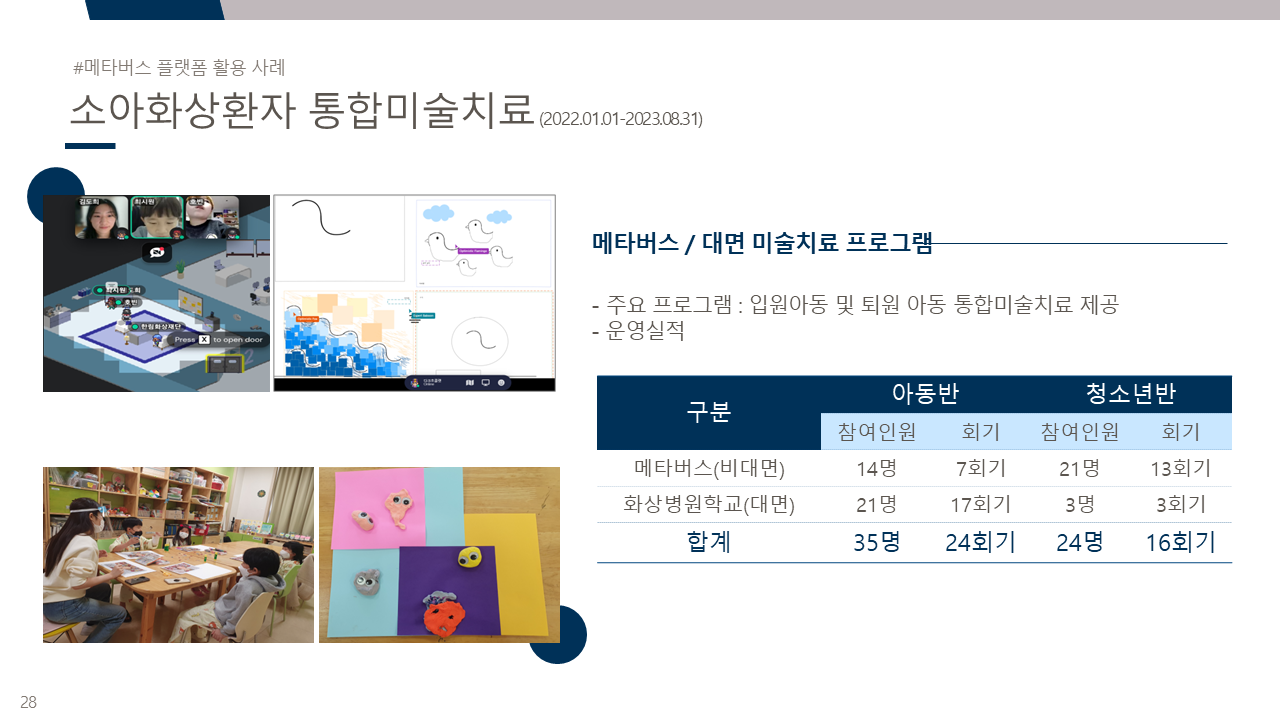 #메타버스 플랫폼 활용 사례
소아화상환자 통합미술치료 (2022.01.01-2023.08.31)
김도희 최시원 호빈
최시원 도희
호빈
한림화상재단
Press X to open door
메타버스 / 대면 미술치료 프로그램
- 주요 프로그램 : 입원아동 및 퇴원 아동 통합미술치료 제공
- 운영실적
구분 아동반 청소년반
참여인원 회기 참여인원 회기
메타버스(비대면) 14명 7회기 21명 13회기
화상병원학교(대면) 21명 17회기 3명 3회기
합계 35명 24회기 24명 16회기
28